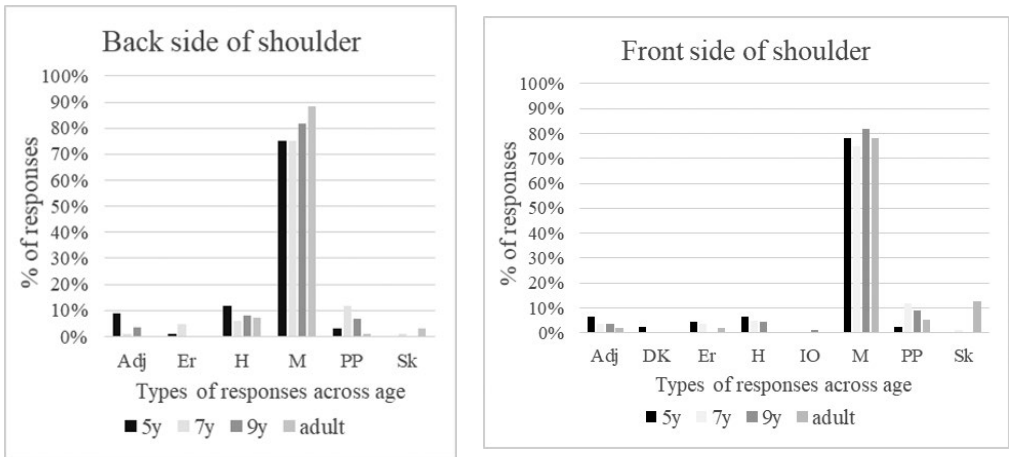 Back side of shoulder
100%
90%
80%
70%
60%
50%
40%
30%
20%
10%
0%
% of responses
Adj Er H M PP Sk
Types of responses across age
5y 7y 9y adult
Front side of shoulder
100%
90%
80%
70%
60%
50%
40%
30%
20%
10%
0%
% of responses
Adj DK Er H IO M PP Sk
Types of responses across age
5y 7y 9y adult